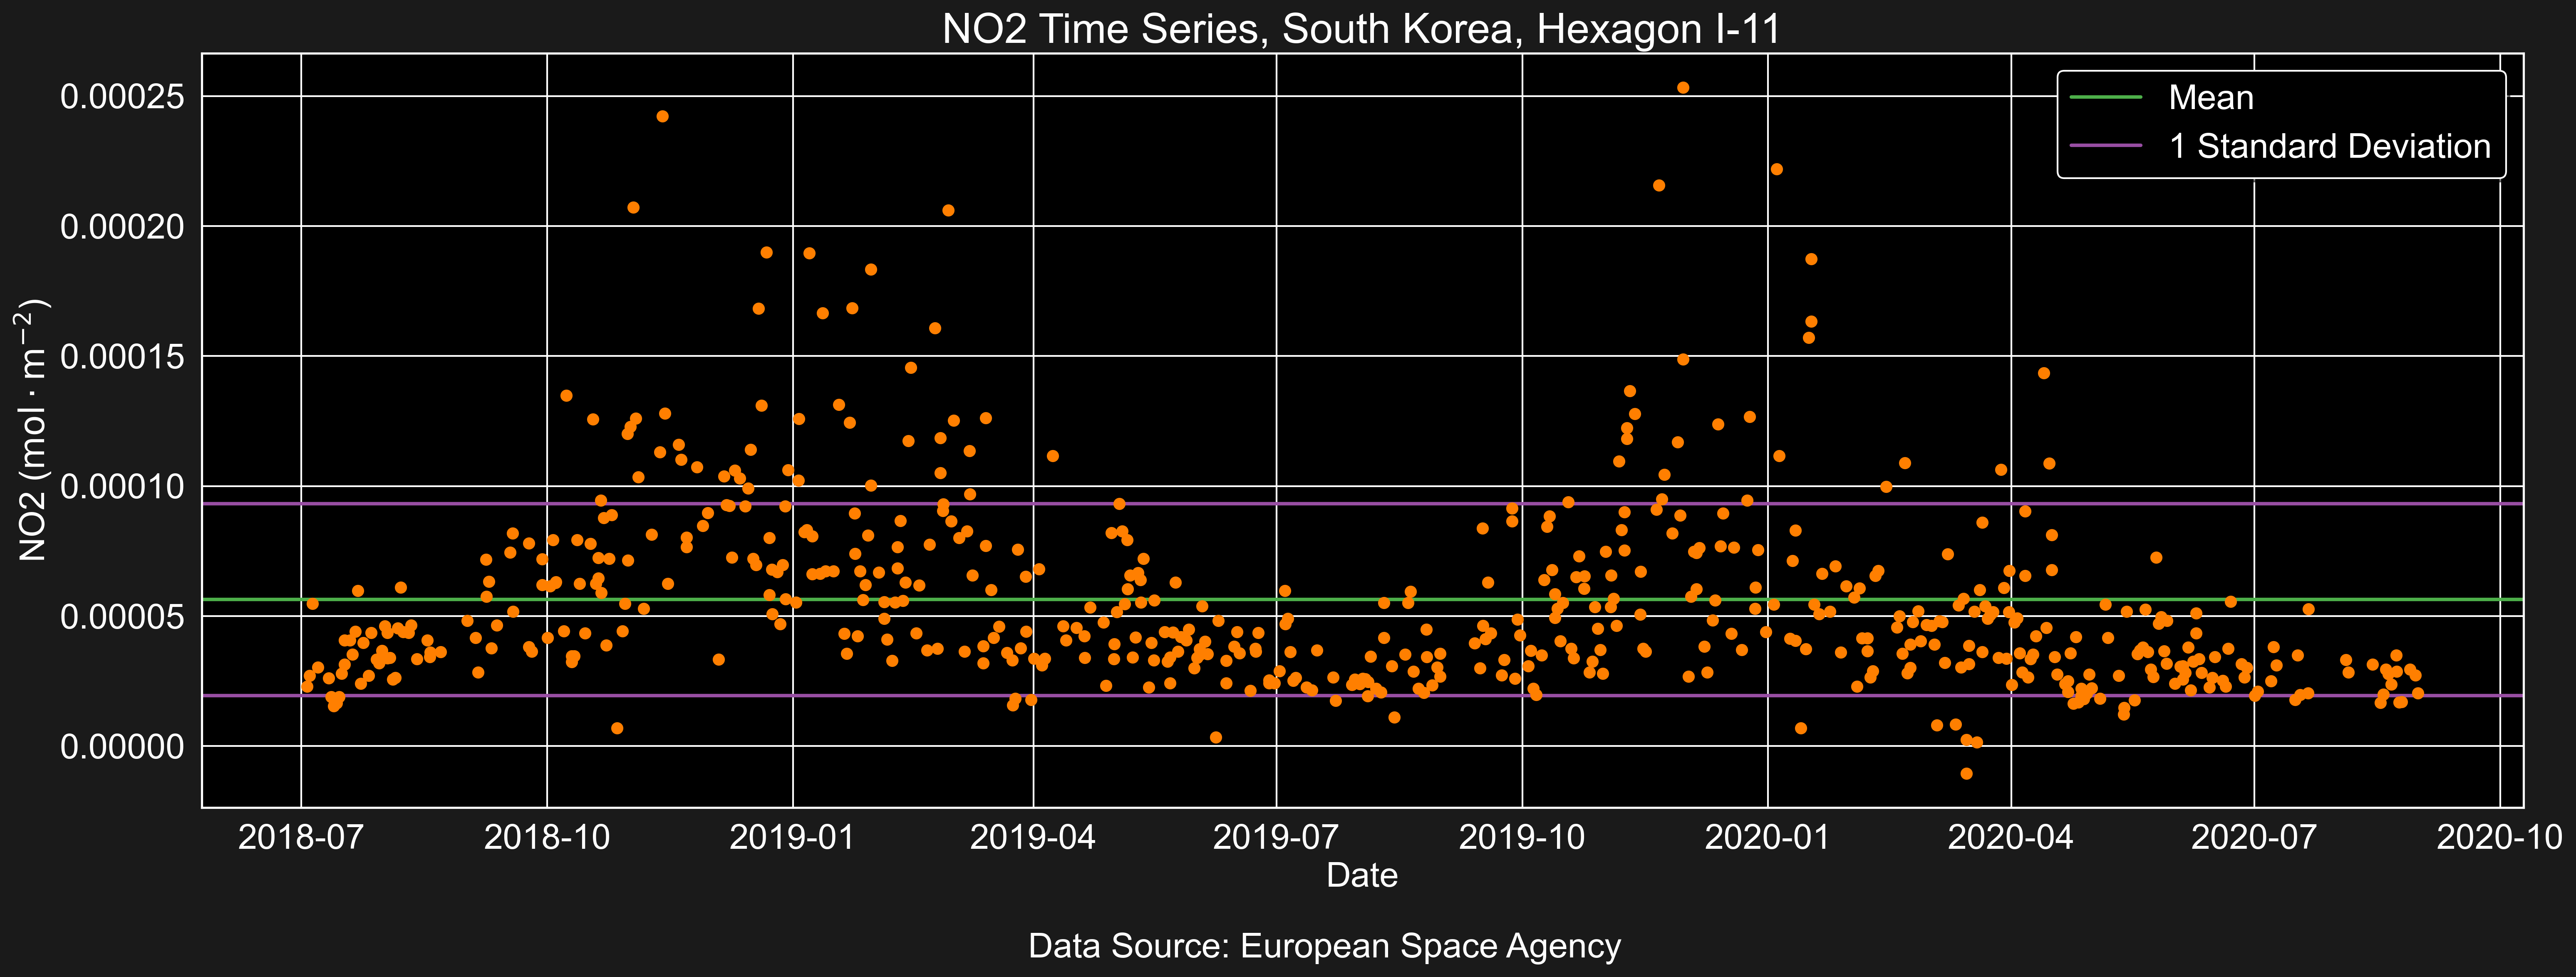 NO2 Time Series, South Korea, Hexagon I-11
Mean
1 Standard Deviation
NO2 (mol · m⁻²)
0.00025
0.00020
0.00015
0.00010
0.00005
0.00000
2018-07 2018-10 2019-01 2019-04 2019-07 2019-10 2020-01 2020-04 2020-07 2020-10
Date
Data Source: European Space Agency